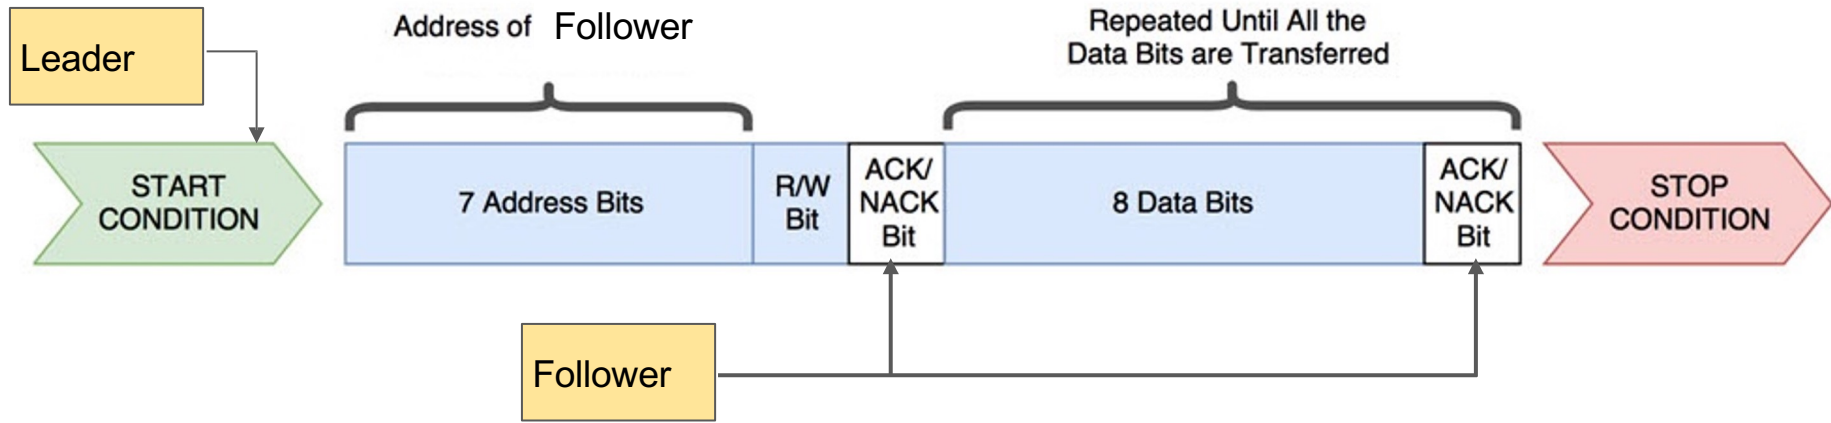 Leader
Address of Follower
Repeated Until All the
Data Bits are Transferred
START
CONDITION
7 Address Bits
R/W
Bit
ACK/
NACK
Bit
8 Data Bits
ACK/
NACK
Bit
STOP
CONDITION
Follower